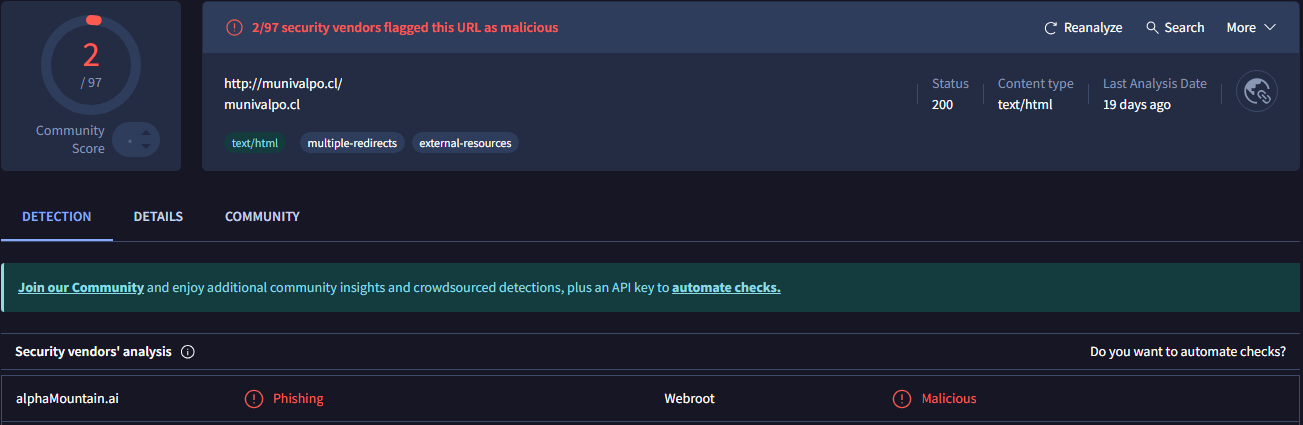 2
/ 97
Community
Score
2/97 security vendors flagged this URL as malicious
Reanalyze
Search
More
http://munivalpo.cl/
munivalpo.cl
text/html
multiple-redirects
external-resources
Status
200
Content type
text/html
Last Analysis Date
19 days ago
DETECTION
DETAILS
COMMUNITY
Join our Community and enjoy additional community insights and crowdsourced detections, plus an API key to automate checks.
Security vendors' analysis
Do you want to automate checks?
alphaMountain.ai
Phishing
Webroot
Malicious